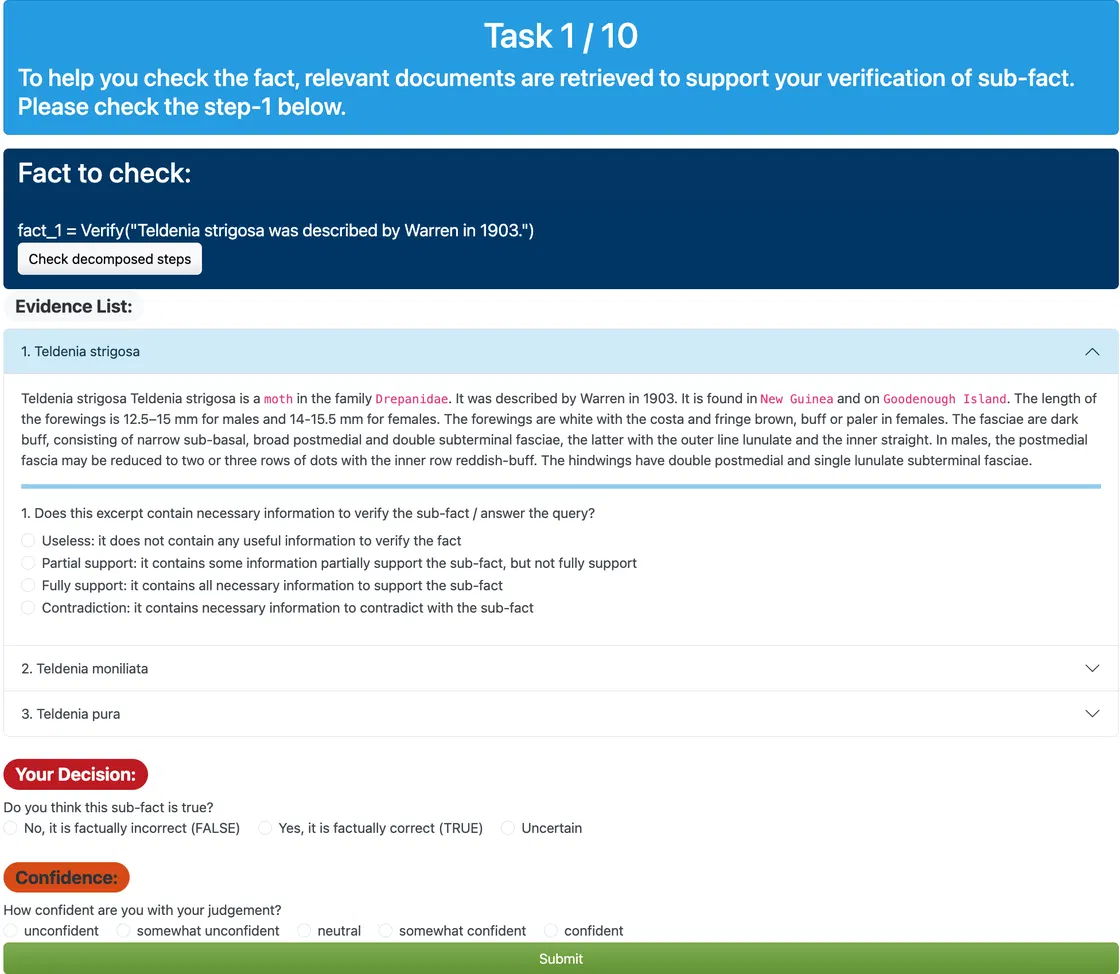 Task 1 / 10
To help you check the fact, relevant documents are retrieved to support your verification of sub-fact.
Please check the step-1 below.
Fact to check:
fact_1 = Verify("Teldenia strigosa was described by Warren in 1903.")
Check decomposed steps
Evidence List:
1. Teldenia strigosa
Teldenia strigosa Teldenia strigosa is a moth in the family Drepanidae. It was described by Warren in 1903. It is found in New Guinea and on Goodenough Island. The length of
the forewings is 12.5–15 mm for males and 14-15.5 mm for females. The forewings are white with the costa and fringe brown, buff or paler in females. The fasciae are dark
buff, consisting of narrow sub-basal, broad postmedial and double subterminal fasciae, the latter with the outer line lunulate and the inner straight. In males, the postmedial
fascia may be reduced to two or three rows of dots with the inner row reddish-buff. The hindwings have double postmedial and single lunulate subterminal fasciae.
1. Does this excerpt contain necessary information to verify the sub-fact / answer the query?
Useless: it does not contain any useful information to verify the fact
Partial support: it contains some information partially support the sub-fact, but not fully support
Fully support: it contains all necessary information to support the sub-fact
Contradiction: it contains necessary information to contradict with the sub-fact
2. Teldenia moniliata
3. Teldenia pura
Your Decision:
Do you think this sub-fact is true?
No, it is factually incorrect (FALSE) Yes, it is factually correct (TRUE) Uncertain
Confidence:
How confident are you with your judgement?
unconfident somewhat unconfident neutral somewhat confident confident
Submit